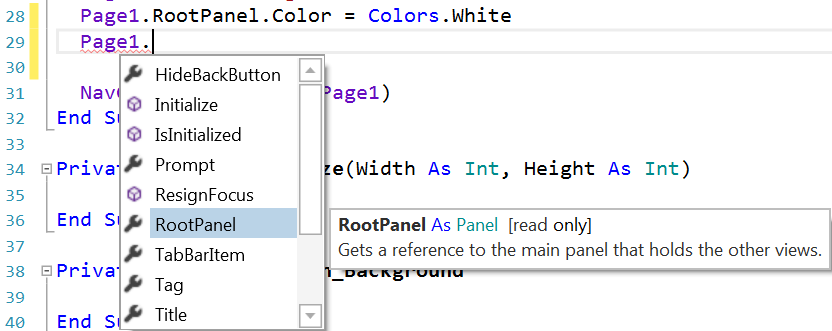 28 Page1.RootPanel.Color = Colors.White
29 Page1.
30
HideBackButton
Initialize
IsInitialized
Prompt
ResignFocus
RootPanel
TabBarItem
Tag
Title
RootPanel As Panel [read only]
Gets a reference to the main panel that holds the other views.
31 Nav Page1)
32 End Su
33
34 Privat ze(Width As Int, Height As Int)
35
36 End Su
37
38 Privat n_Background
39
40 End Su